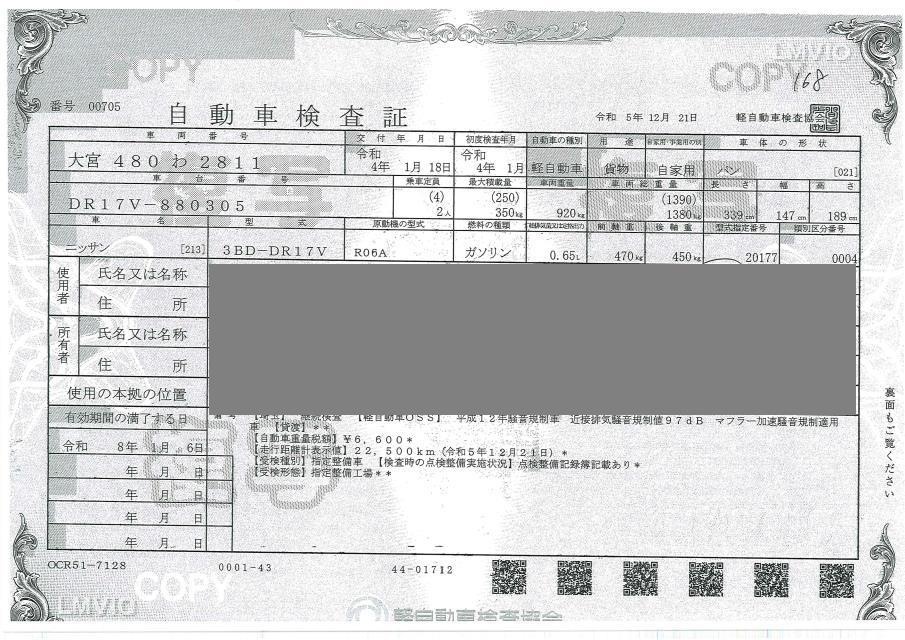 COPY
LMVIO
COPY
168
番号 00705
自動車検査証
令和 5年12月 21日
軽自動車検査協会
車両番号 交付年月日 初度検査年月 自動車の種別 用途 自家用・事業用の別 車体の形状
大宮 480 わ 2811 令和 4年 1月 18日 令和 4年 1月 軽自動車 貨物 自家用 バン [021]
車台番号 乗車定員 最大積載量 車両重量 車両総重量 長さ 幅 高さ
(4) (250) (1390)
DR17V-880305 2人 350kg 920kg 1380kg 339cm 147cm 189cm
車名 型式 原動機の型式 燃料の種類 前軸重 後軸重 型式指定番号 類別区分番号
ニッサン [213] 3BD-DR17V R06A ガソリン 0.65L 470kg 450kg 20177 0004
使用者 氏名又は名称
住所
所有者 氏名又は名称
住所
使用の本拠の位置
有効期間の満了する日
令和 8年 1月 6日
年 月 日
年 月 日
年 月 日
年 月 日
【埼玉】 継続検査 【軽自動車OSS】 平成12年騒音規制車 近接排気騒音規制値97dB マフラー加速騒音規制適用
車 【貸渡】**
【自動車重量税額】¥6,600*
【走行距離計表示値】22,500km(令和5年12月21日)*
【受検種別】指定整備車 【検査時の点検整備実施状況】点検整備記録簿記載あり*
【受検形態】指定整備工場**
裏面もご覧ください
OCR51-7128 0001-43 44-01712
COPY
LMVIO
軽自動車検査協会